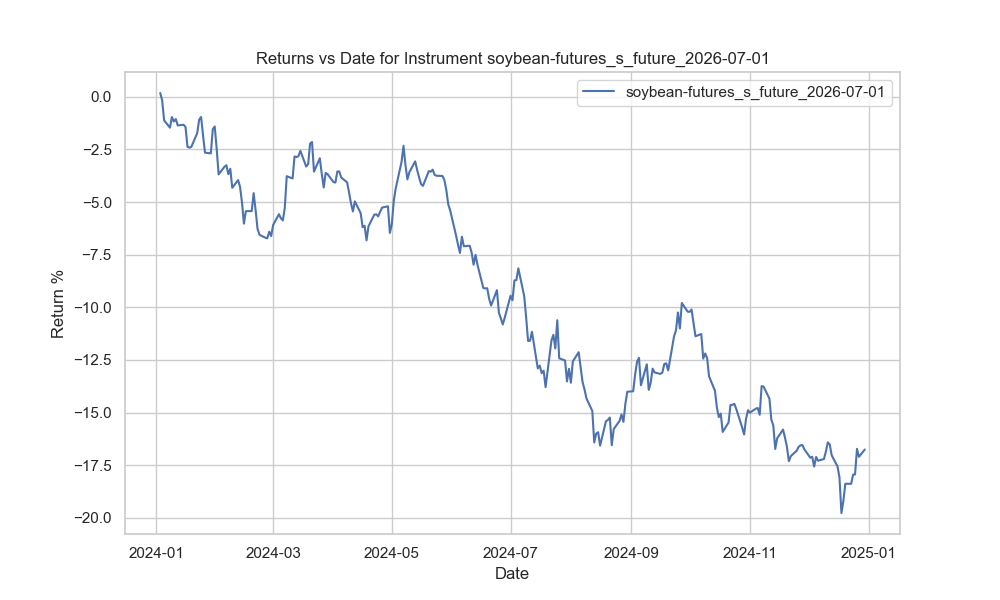 Returns vs Date for Instrument soybean-futures_s_future_2026-07-01
soybean-futures_s_future_2026-07-01
Return %
0.0
−2.5
−5.0
−7.5
−10.0
−12.5
−15.0
−17.5
−20.0
2024-01 2024-03 2024-05 2024-07 2024-09 2024-11 2025-01
Date